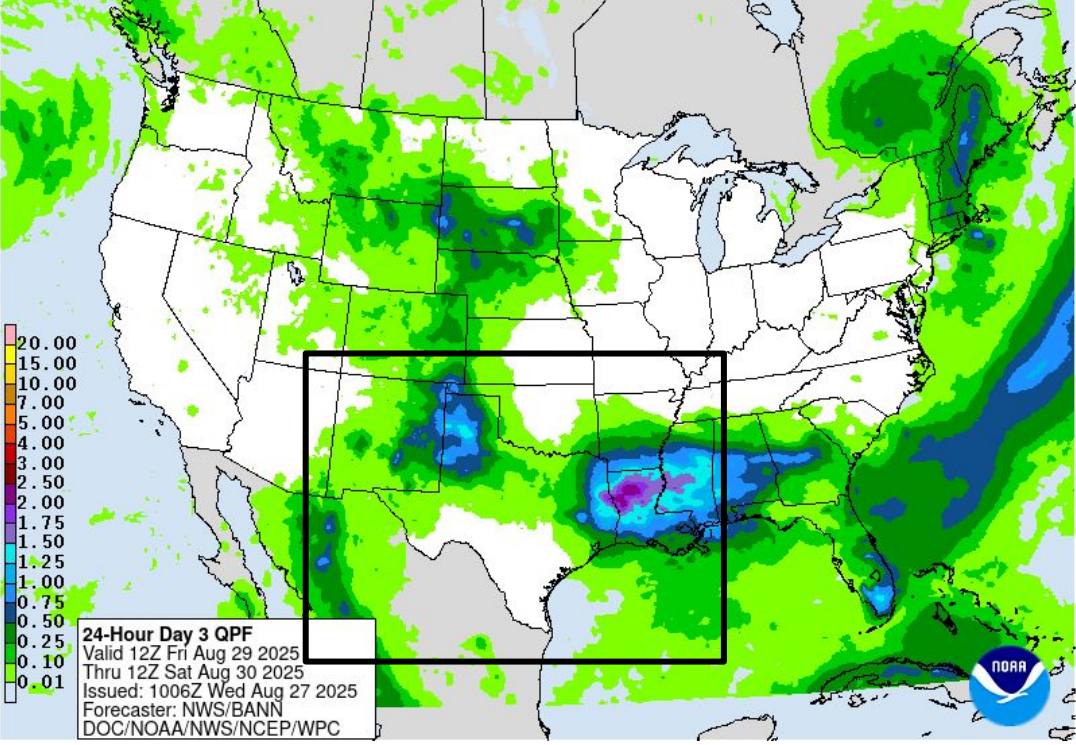 20.00
15.00
10.00
7.00
5.00
4.00
3.00
2.50
2.00
1.75
1.50
1.25
1.00
0.75
0.50
0.25
0.10
0.01
24-Hour Day 3 QPF
Valid 12Z Fri Aug 29 2025
Thru 12Z Sat Aug 30 2025
Issued: 1006Z Wed Aug 27 2025
Forecaster: NWS/BANN
DOC/NOAA/NWS/NCEP/WPC
NOAA